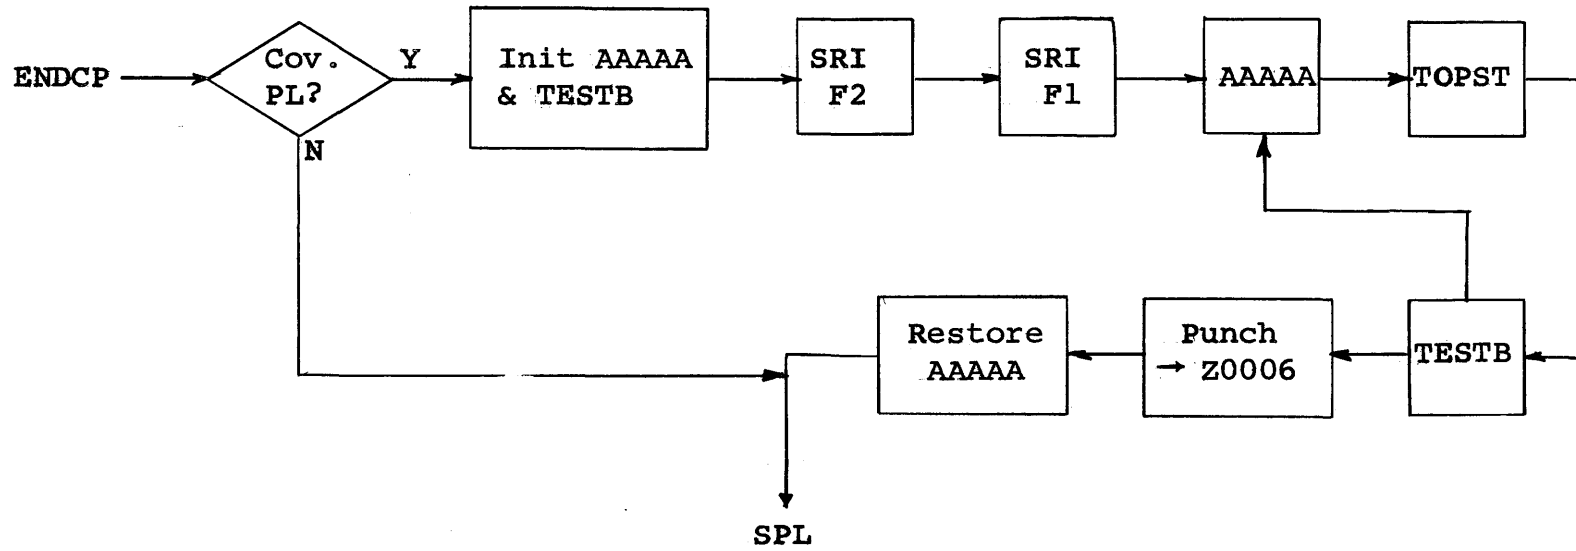 ENDCP
Cov.
PL?
Y
N
Init AAAAA
& TESTB
SRI
F2
SRI
F1
AAAAA
TOPST
Restore
AAAAA
Punch
→ Z0006
TESTB
SPL